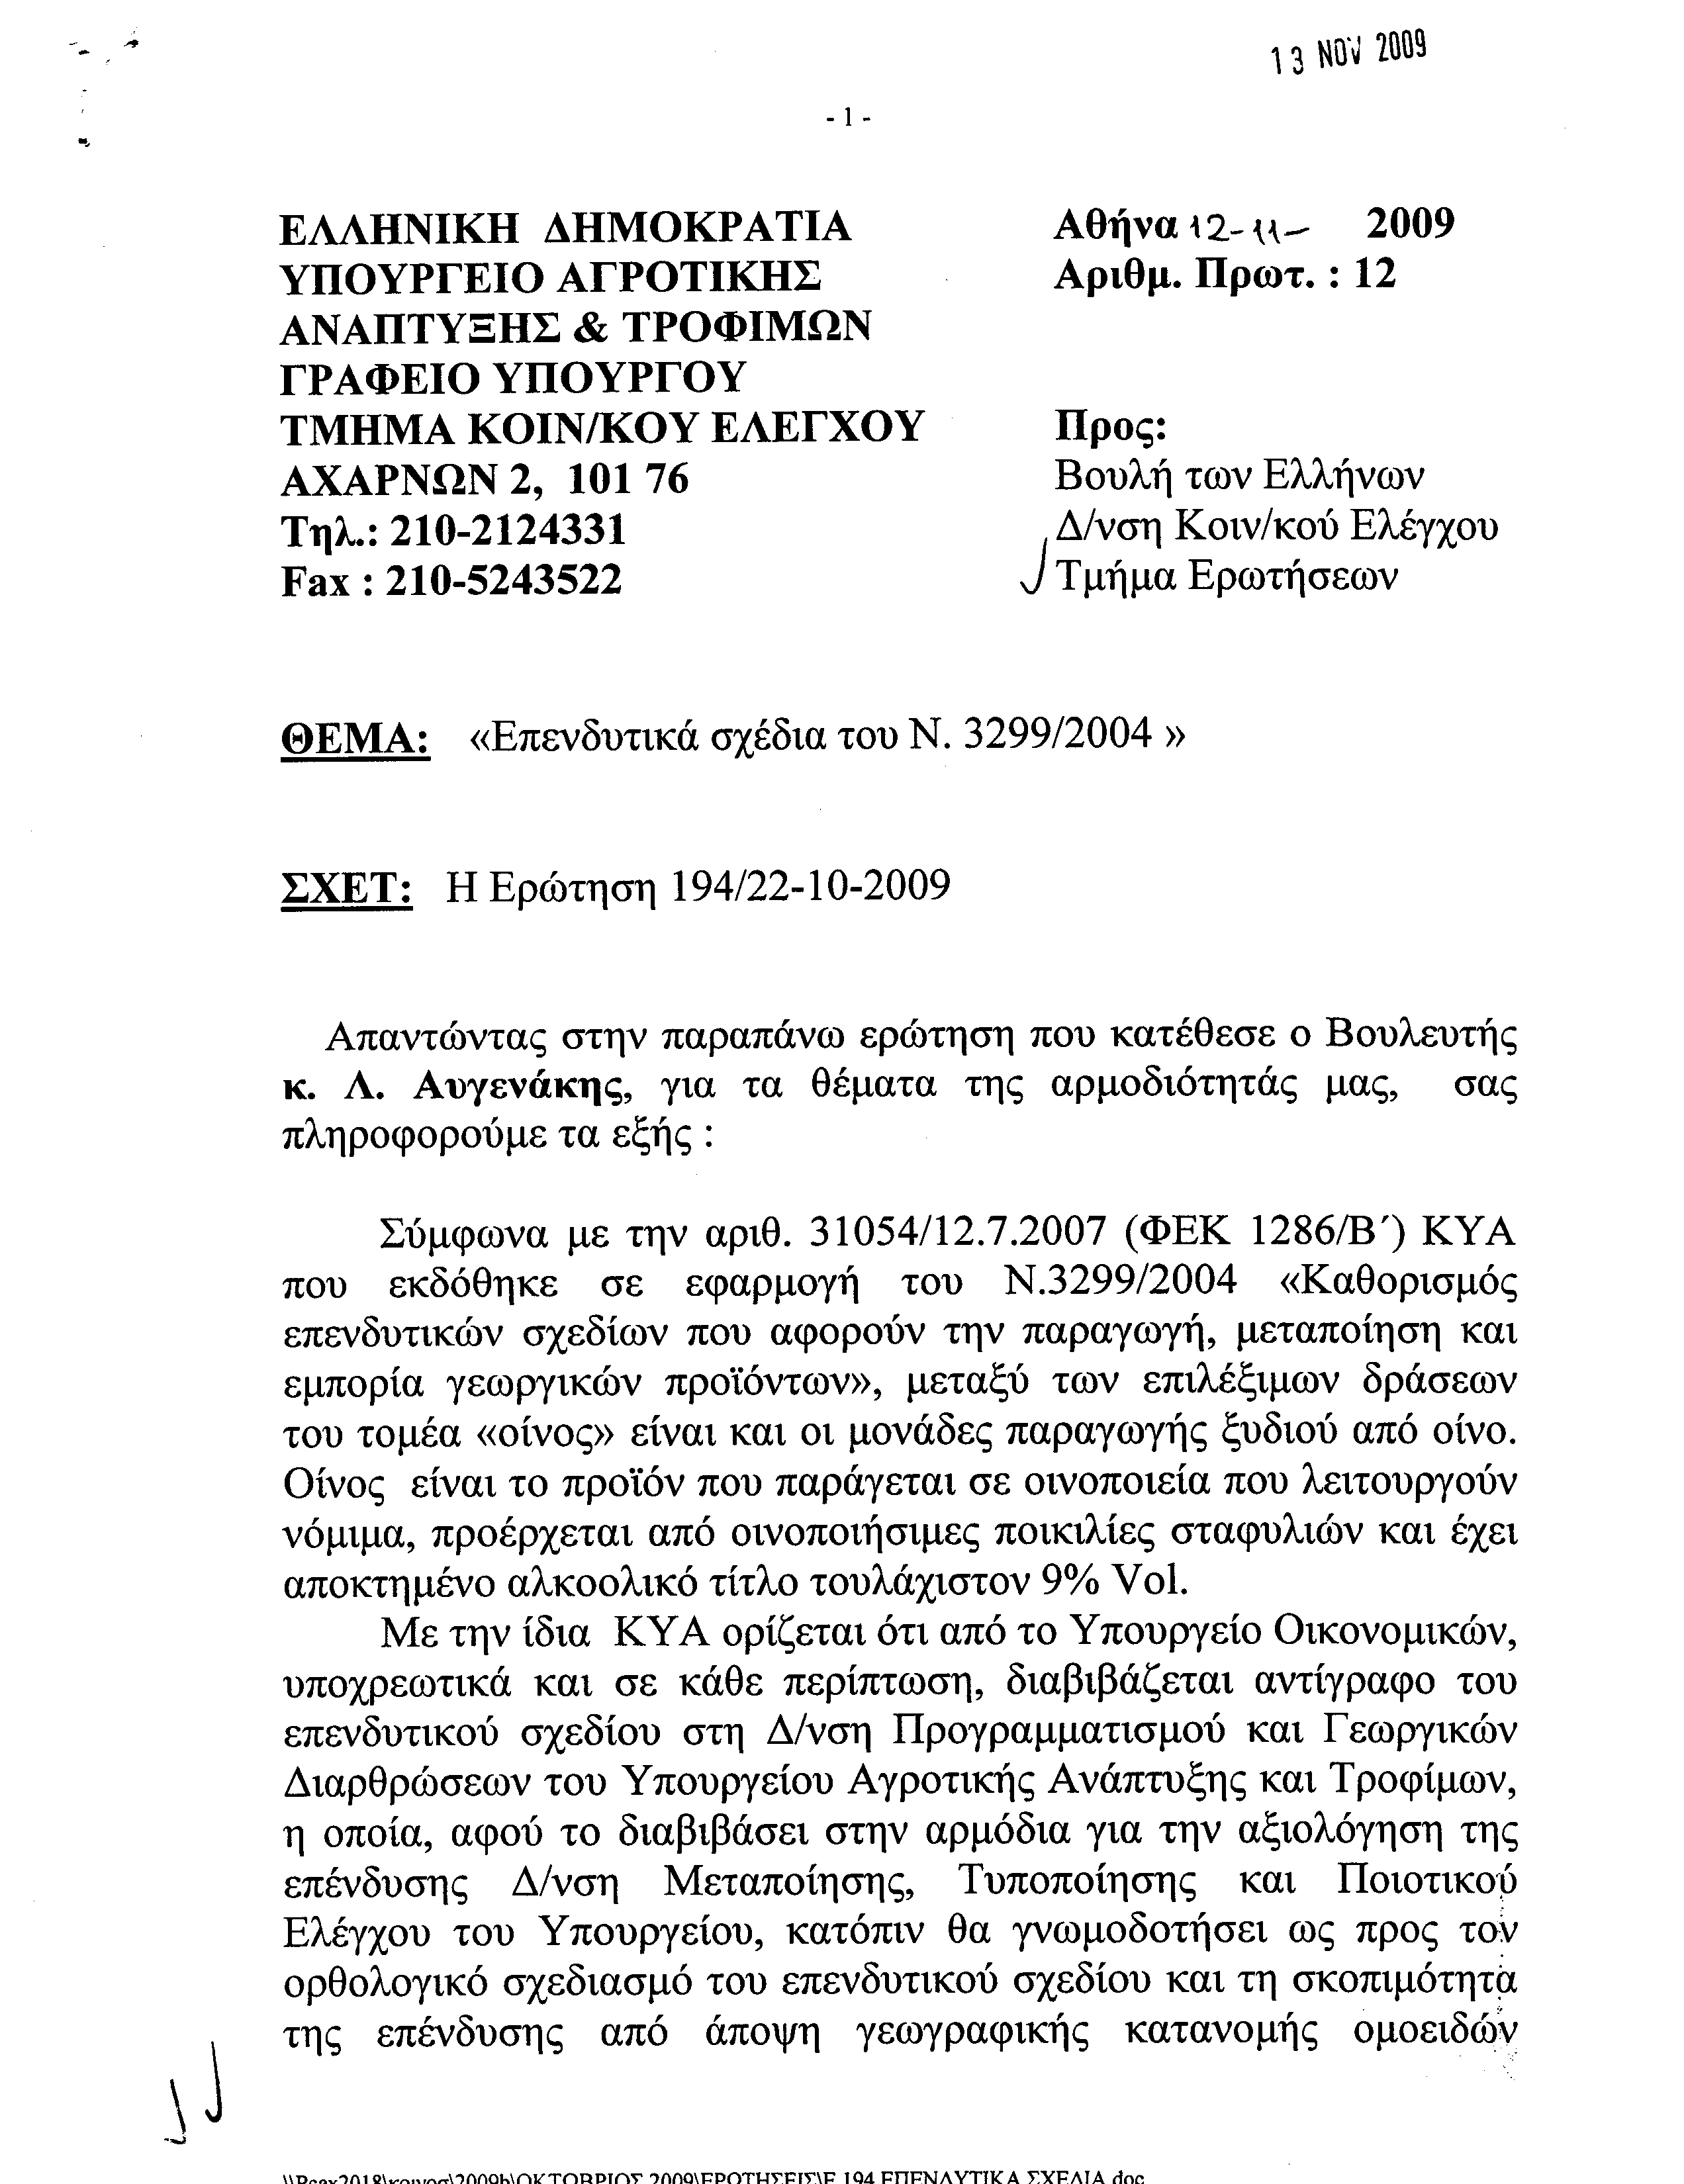 13 NOV 2009
- 1 -
ΕΛΛΗΝΙΚΗ ΔΗΜΟΚΡΑΤΙΑ
ΥΠΟΥΡΓΕΙΟ ΑΓΡΟΤΙΚΗΣ
ΑΝΑΠΤΥΞΗΣ & ΤΡΟΦΙΜΩΝ
ΓΡΑΦΕΙΟ ΥΠΟΥΡΓΟΥ
ΤΜΗΜΑ ΚΟΙΝ/ΚΟΥ ΕΛΕΓΧΟΥ
ΑΧΑΡΝΩΝ 2, 101 76
Τηλ.: 210-2124331
Fax : 210-5243522
Αθήνα 12-11- 2009
Αριθμ. Πρωτ. : 12
Προς:
Βουλή των Ελλήνων
Δ/νση Κοιν/κού Ελέγχου
Τμήμα Ερωτήσεων
ΘΕΜΑ: «Επενδυτικά σχέδια του Ν. 3299/2004 »
ΣΧΕΤ: Η Ερώτηση 194/22-10-2009
Απαντώντας στην παραπάνω ερώτηση που κατέθεσε ο Βουλευτής
κ. Λ. Αυγενάκης, για τα θέματα της αρμοδιότητάς μας, σας
πληροφορούμε τα εξής :
Σύμφωνα με την αριθ. 31054/12.7.2007 (ΦΕΚ 1286/Β΄) ΚΥΑ
που εκδόθηκε σε εφαρμογή του Ν.3299/2004 «Καθορισμός
επενδυτικών σχεδίων που αφορούν την παραγωγή, μεταποίηση και
εμπορία γεωργικών προϊόντων», μεταξύ των επιλέξιμων δράσεων
του τομέα «οίνος» είναι και οι μονάδες παραγωγής ξυδιού από οίνο.
Οίνος είναι το προϊόν που παράγεται σε οινοποιεία που λειτουργούν
νόμιμα, προέρχεται από οινοποιήσιμες ποικιλίες σταφυλιών και έχει
αποκτημένο αλκοολικό τίτλο τουλάχιστον 9% Vol.
Με την ίδια ΚΥΑ ορίζεται ότι από το Υπουργείο Οικονομικών,
υποχρεωτικά και σε κάθε περίπτωση, διαβιβάζεται αντίγραφο του
επενδυτικού σχεδίου στη Δ/νση Προγραμματισμού και Γεωργικών
Διαρθρώσεων του Υπουργείου Αγροτικής Ανάπτυξης και Τροφίμων,
η οποία, αφού το διαβιβάσει στην αρμόδια για την αξιολόγηση της
επένδυσης Δ/νση Μεταποίησης, Τυποποίησης και Ποιοτικού
Ελέγχου του Υπουργείου, κατόπιν θα γνωμοδοτήσει ως προς τον
ορθολογικό σχεδιασμό του επενδυτικού σχεδίου και τη σκοπιμότητα
της επένδυσης από άποψη γεωγραφικής κατανομής ομοειδών
\\Pcax2018\κοινοσ\2009b\ΟΚΤΟΒΡΙΟΣ 2009\ΕΡΩΤΗΣΕΙΣ\Ε 194 ΕΠΕΝΔΥΤΙΚΑ ΣΧΕΔΙΑ.doc